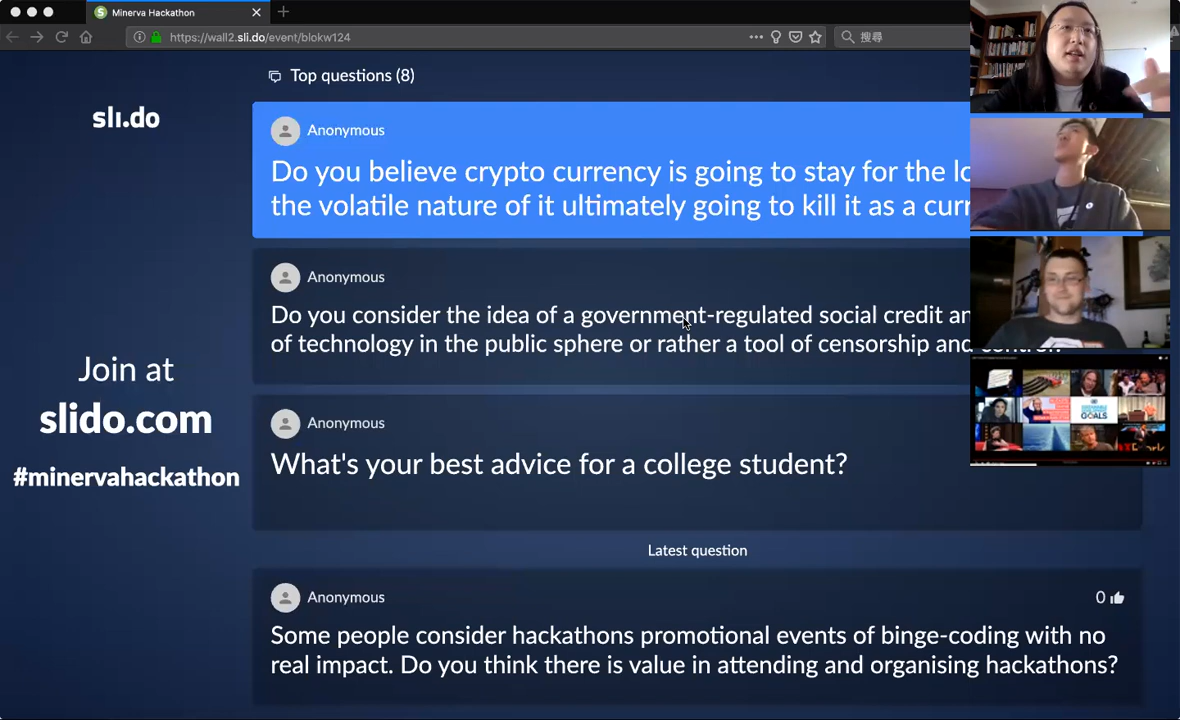 Minerva Hackathon
https://wall2.sli.do/event/blokw124
搜尋
Top questions (8)
sli.do
Join at
slido.com
#minervahackathon
Anonymous
Do you believe crypto currency is going to stay for the
the volatile nature of it ultimately going to kill it as a
Anonymous
Do you consider the idea of a government-regulated social credit
of technology in the public sphere or rather a tool of censorship and control?
Anonymous
What's your best advice for a college student?
Latest question
Anonymous
0
Some people consider hackathons promotional events of binge-coding with no
real impact. Do you think there is value in attending and organising hackathons?
GOALS